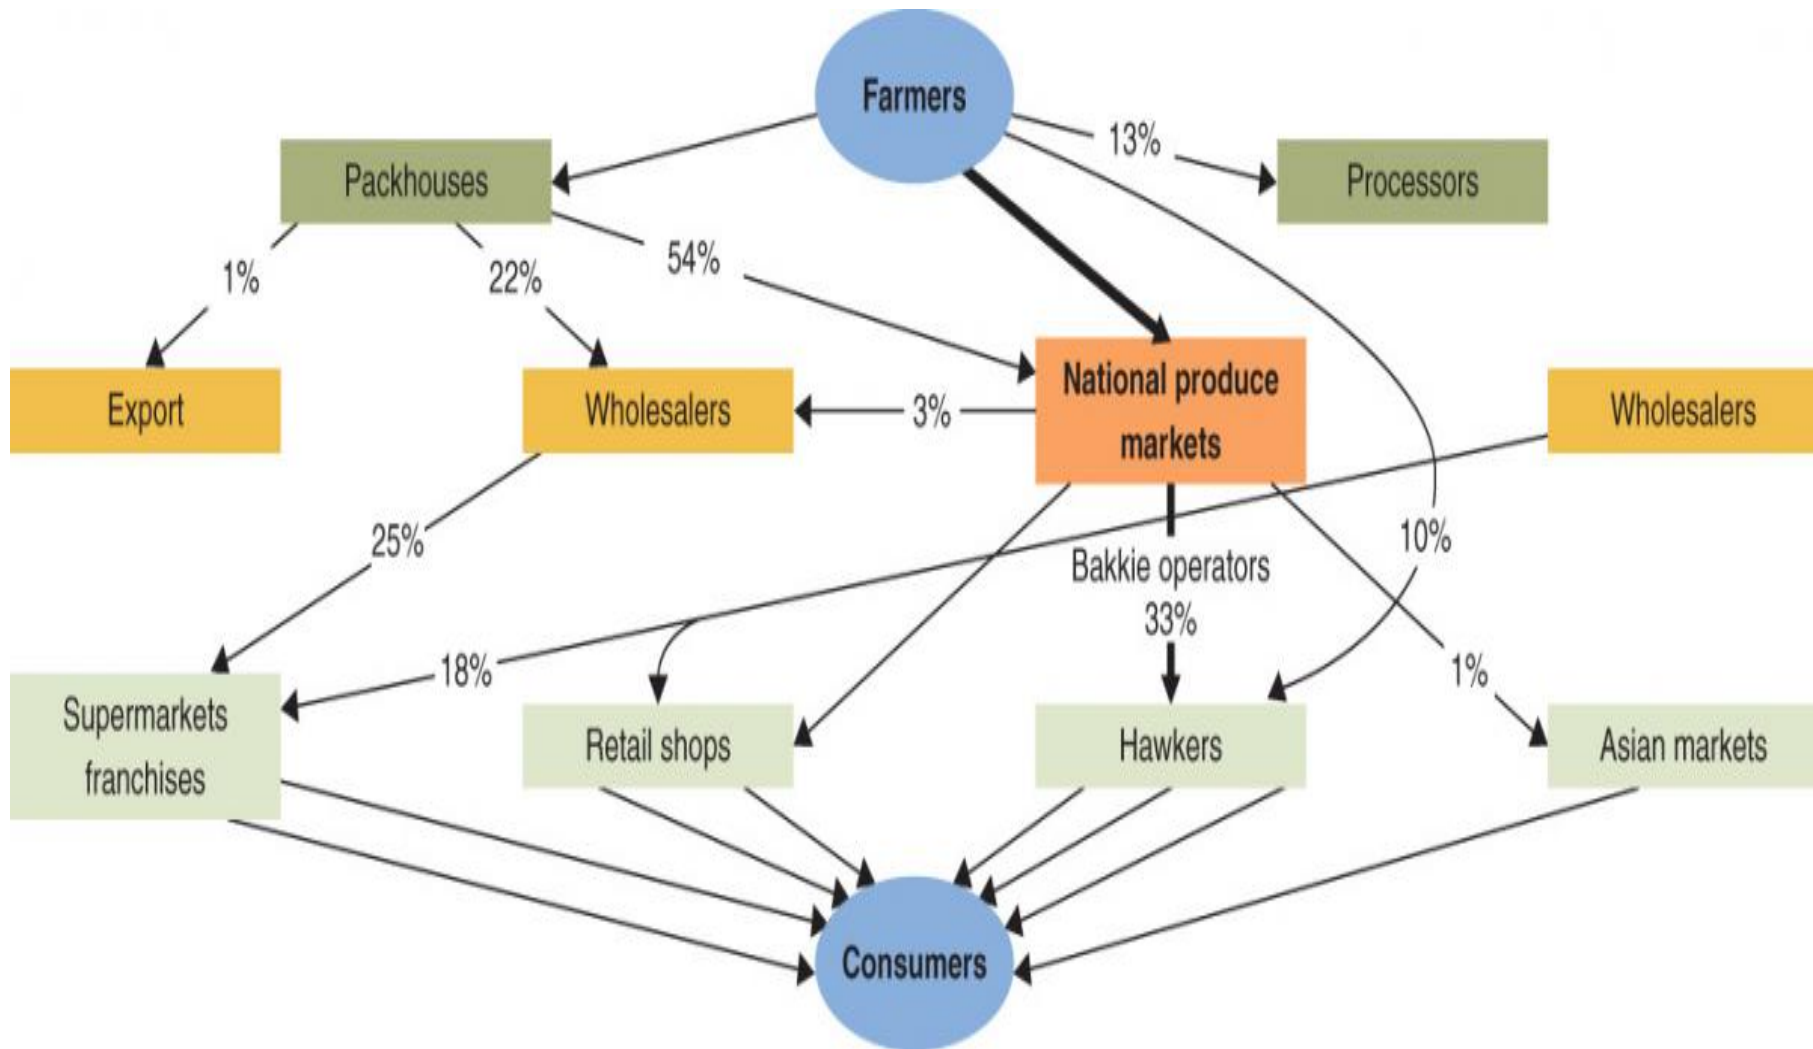 Farmers
13%
Packhouses
Processors
54%
1%
22%
National produce
markets
Export
Wholesalers
3%
Wholesalers
25%
10%
Bakkie operators
33%
18%
1%
Supermarkets
franchises
Retail shops
Hawkers
Asian markets
Consumers